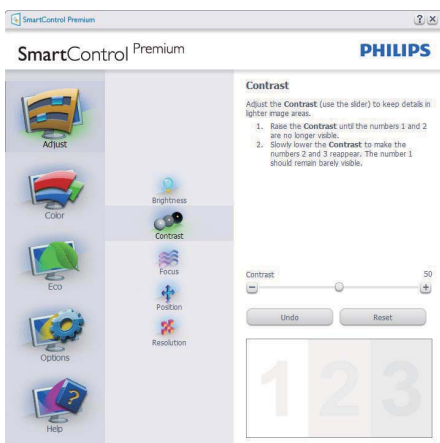 SmartControl Premium
SmartControl Premium
PHILIPS
Adjust
Color
Eco
Options
Help
Brightness
Contrast
Focus
Position
Resolution
Contrast
Adjust the Contrast (use the slider) to keep details in
lighter image areas.
1. Raise the Contrast until the numbers 1 and 2
are no longer visible.
2. Slowly lower the Contrast to make the
numbers 2 and 3 reappear. The number 1
should remain barely visible.
Contrast 50
Undo Reset
1 2 3